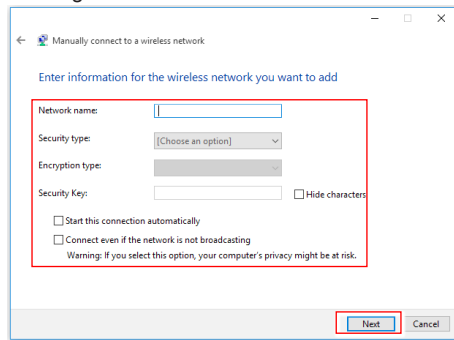 Manually connect to a wireless network
Enter information for the wireless network you want to add
Network name:
Security type: [Choose an option]
Encryption type:
Security Key: Hide characters
Start this connection automatically
Connect even if the network is not broadcasting
Warning: If you select this option, your computer's privacy might be at risk.
Next Cancel